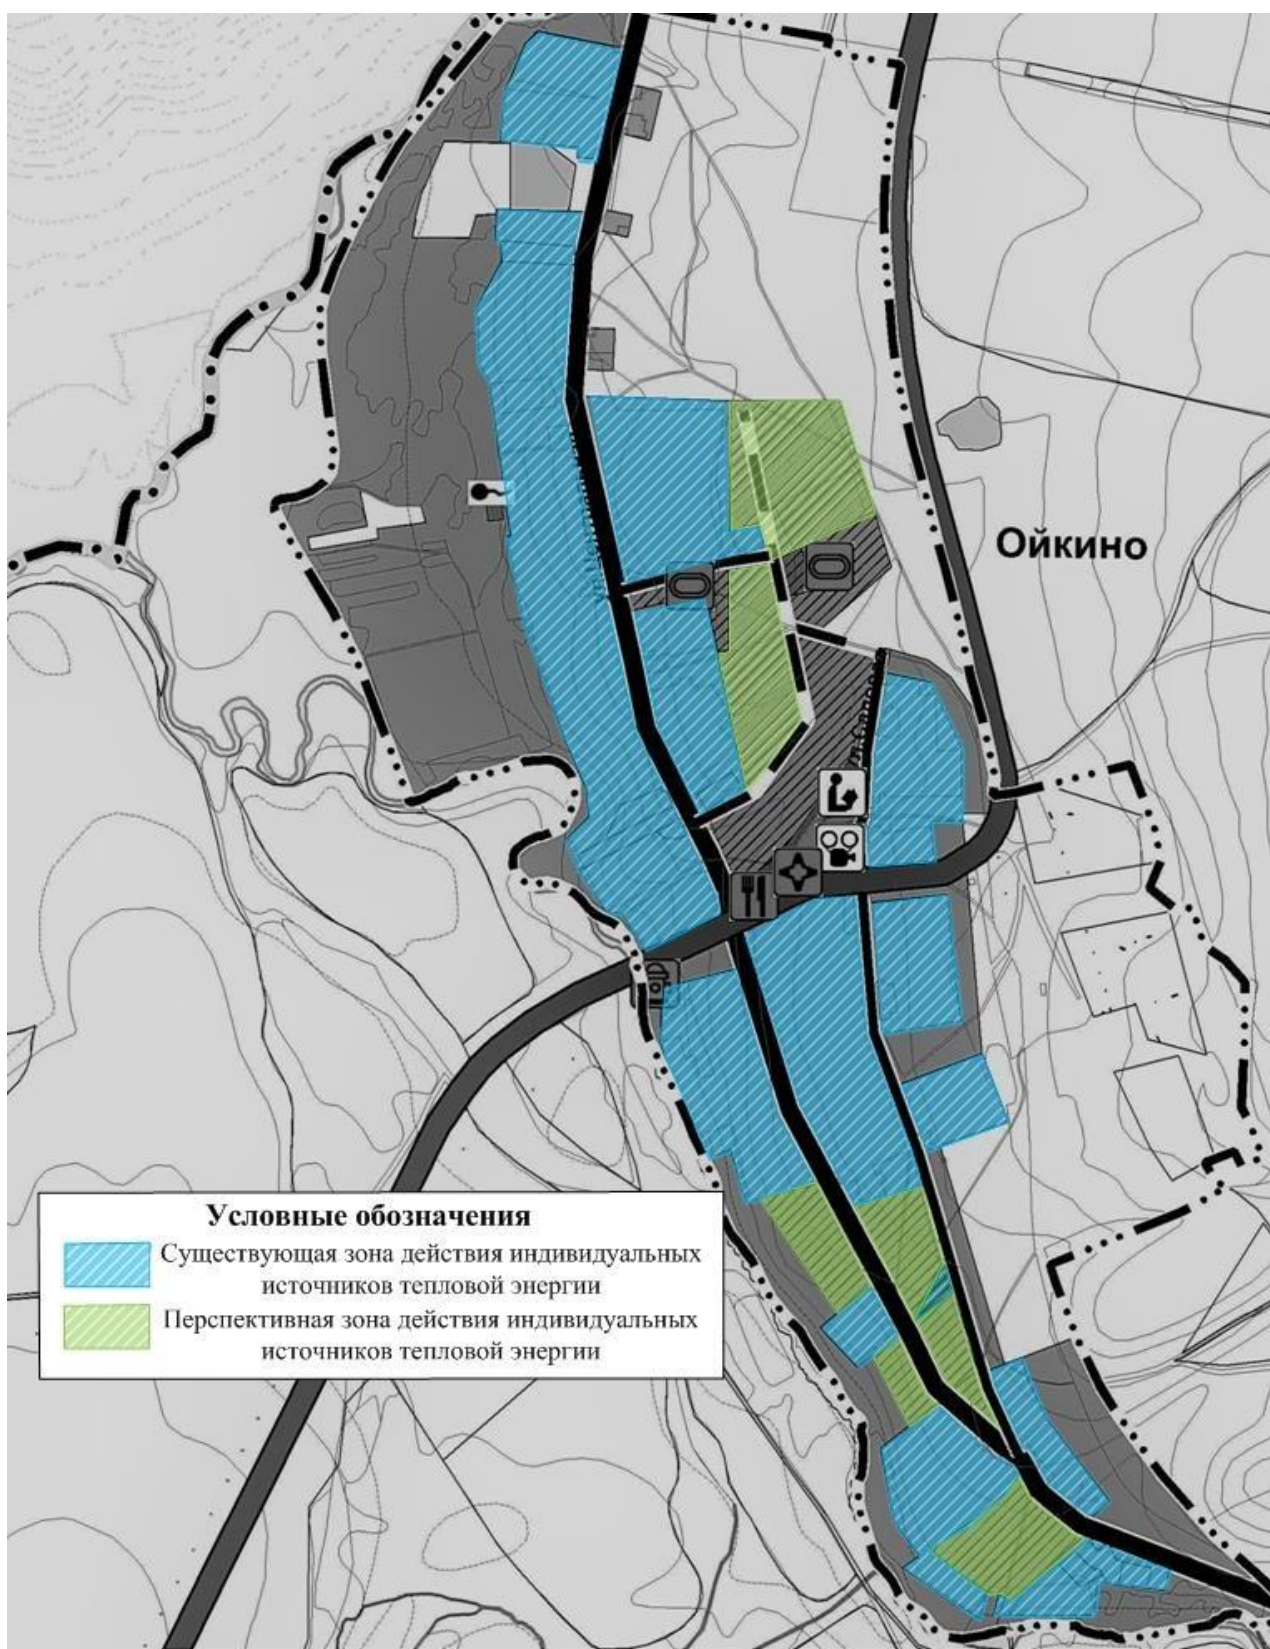 Ойкино
Условные обозначения
Существующая зона действия индивидуальных
источников тепловой энергии
Перспективная зона действия индивидуальных
источников тепловой энергии